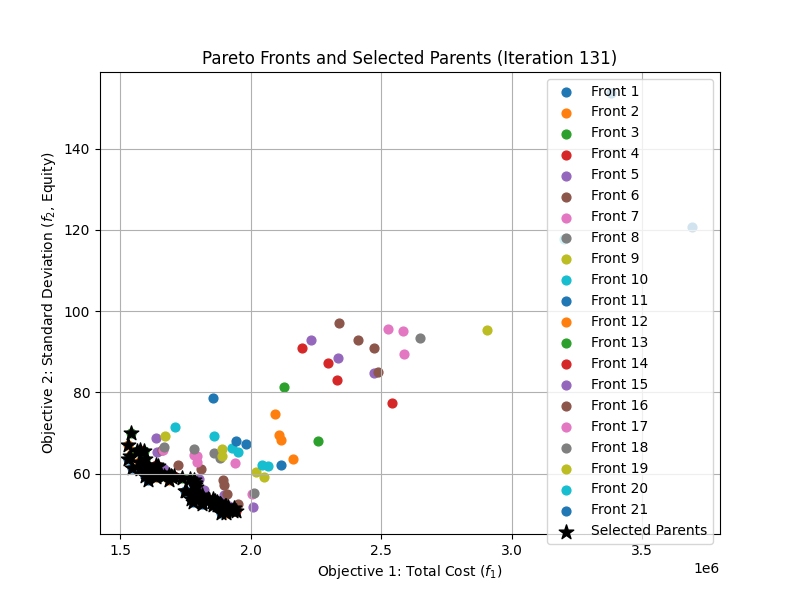 Pareto Fronts and Selected Parents (Iteration 131)
Objective 2: Standard Deviation (f₂, Equity)
140
120
100
80
60
Front 1
Front 2
Front 3
Front 4
Front 5
Front 6
Front 7
Front 8
Front 9
Front 10
Front 11
Front 12
Front 13
Front 14
Front 15
Front 16
Front 17
Front 18
Front 19
Front 20
Front 21
Selected Parents
1.5
2.0
2.5
3.0
3.5
1e6
Objective 1: Total Cost (f₁)